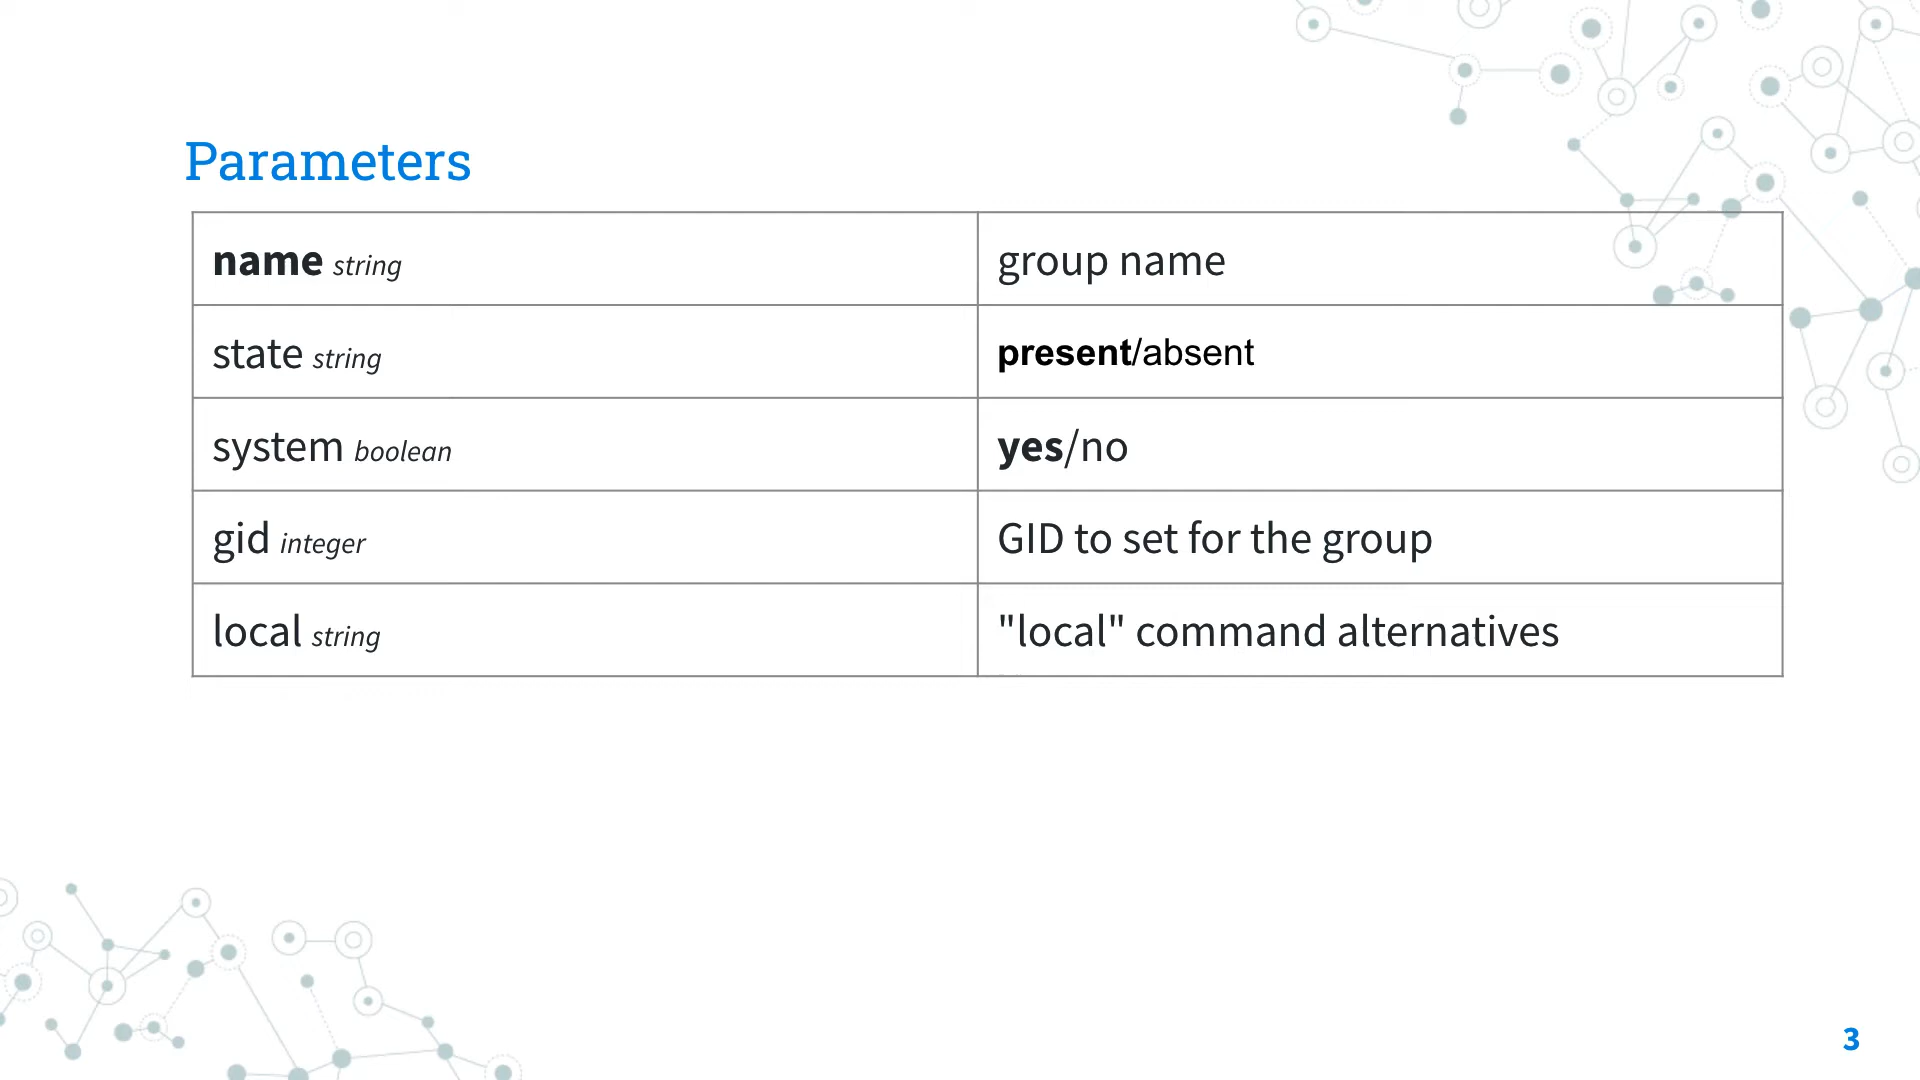 Parameters
name string group name
state string present/absent
system boolean yes/no
gid integer GID to set for the group
local string "local" command alternatives
3